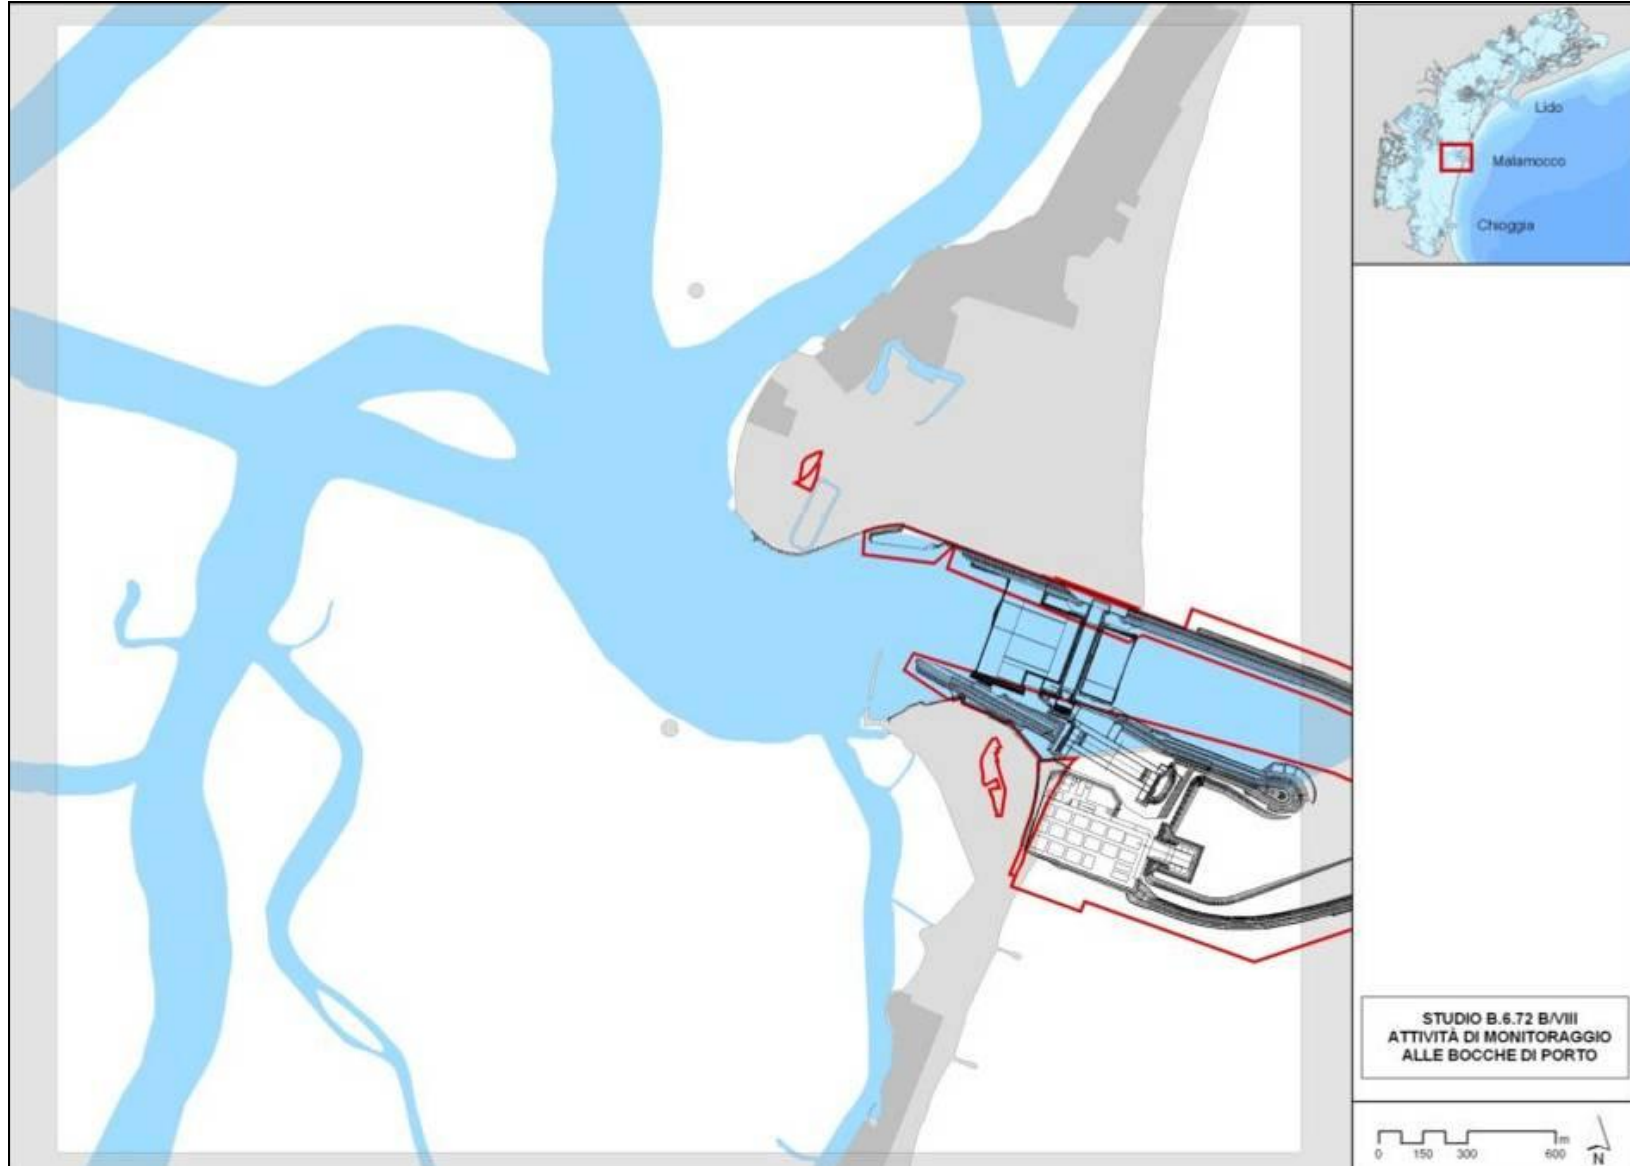 Lido
Malamocco
Chioggia
STUDIO B.6.72 B/VIII
ATTIVITÀ DI MONITORAGGIO
ALLE BOCCHE DI PORTO
0 150 300 600 m
N